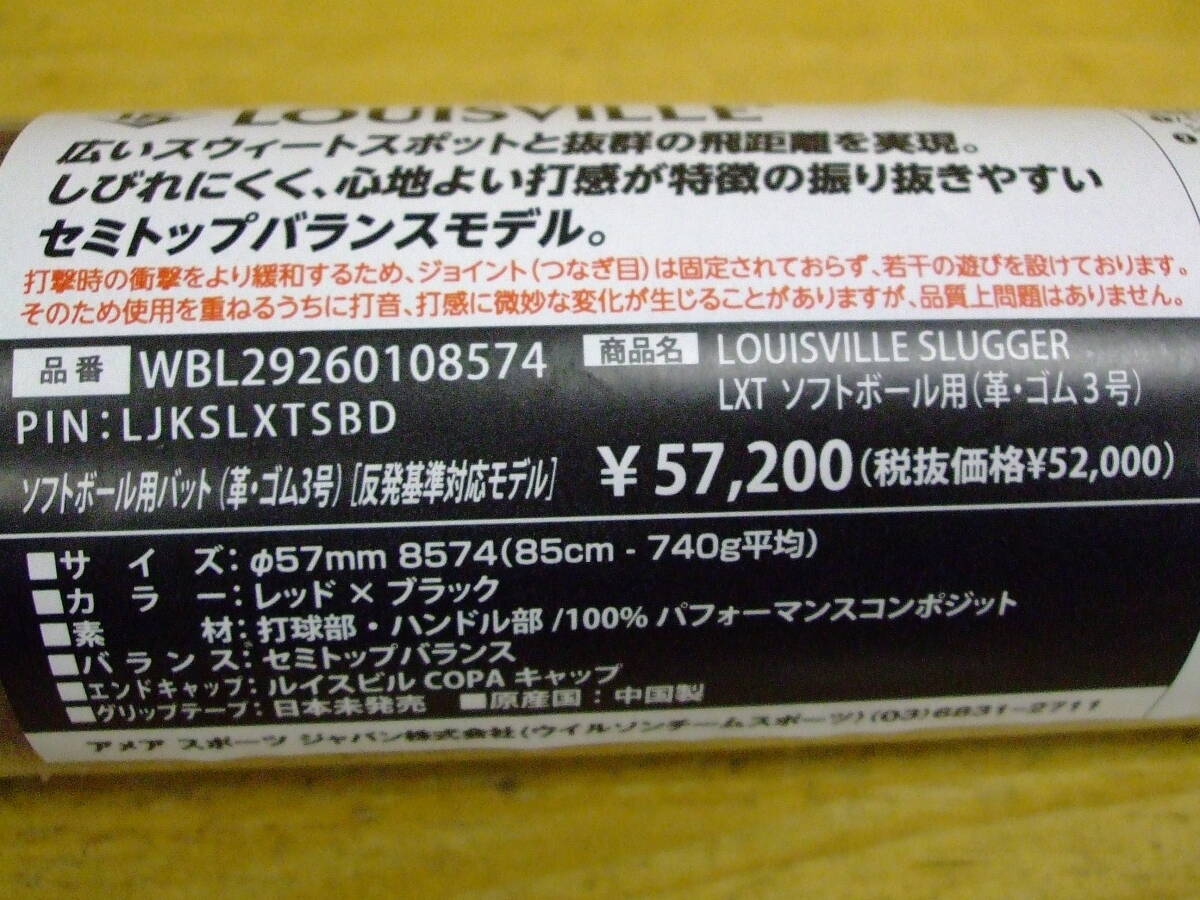 LOUISVILLE
広いスウィートスポットと抜群の飛距離を実現。
しびれにくく、心地よい打感が特徴の振り抜きやすい
セミトップバランスモデル。
打撃時の衝撃をより緩和するため、ジョイント(つなぎ目)は固定されておらず、若干の遊びを設けております。
そのため使用を重ねるうちに打音、打感に微妙な変化が生じることがありますが、品質上問題はありません。
品番 WBL29260108574
PIN:LJKSLXTSBD
ソフトボール用バット(革・ゴム3号)[反発基準対応モデル]
商品名 LOUISVILLE SLUGGER
LXT ソフトボール用(革・ゴム3号)
¥57,200(税抜価格¥52,000)
■サイズ:φ57mm 8574(85cm - 740g平均)
■カラー:レッド×ブラック
■素材:打球部・ハンドル部/100% パフォーマンスコンポジット
■バランス:セミトップバランス
■エンドキャップ:ルイスビル COPA キャップ
■グリップテープ:日本未発売 ■原産国:中国製
アメア スポーツ ジャパン株式会社(ウイルソンチームスポーツ)(03)6831-2711